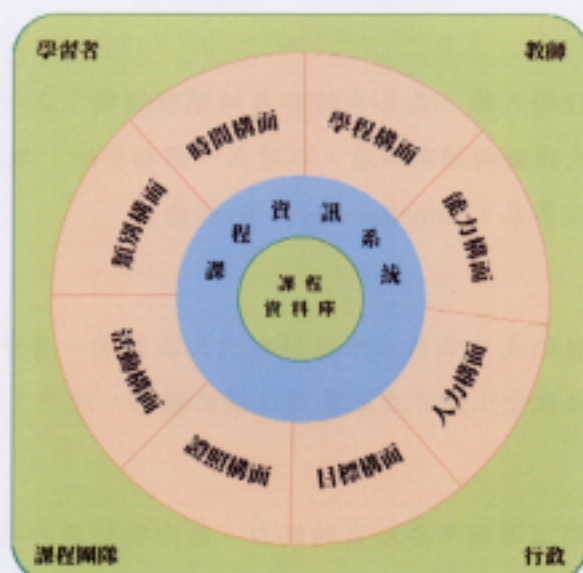 學習者
教師
時間構面
學程構面
能力構面
人力構面
目標構面
證照構面
活動構面
類別構面
課程資訊系統
課程
資料庫
課程團隊
行政